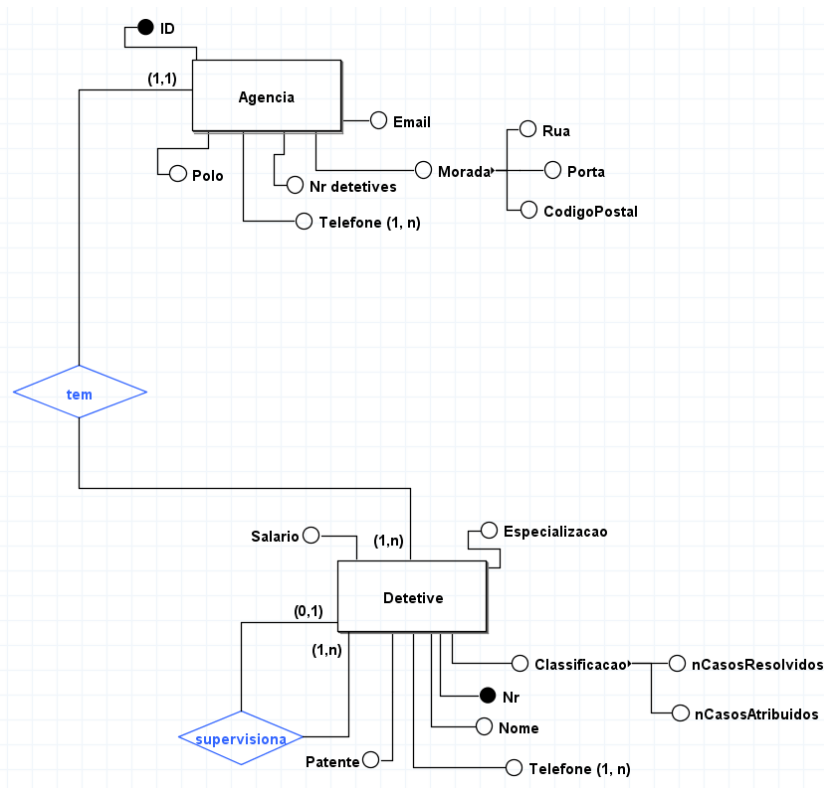 ID
(1,1)
Agencia
Email
Rua
Polo
Nr detetives
Morada
Porta
CodigoPostal
Telefone (1, n)
tem
Salario
(1,n)
Especializacao
Detetive
(0,1)
(1,n)
Classificacao
nCasosResolvidos
Nr
nCasosAtribuidos
Nome
supervisiona
Patente
Telefone (1, n)